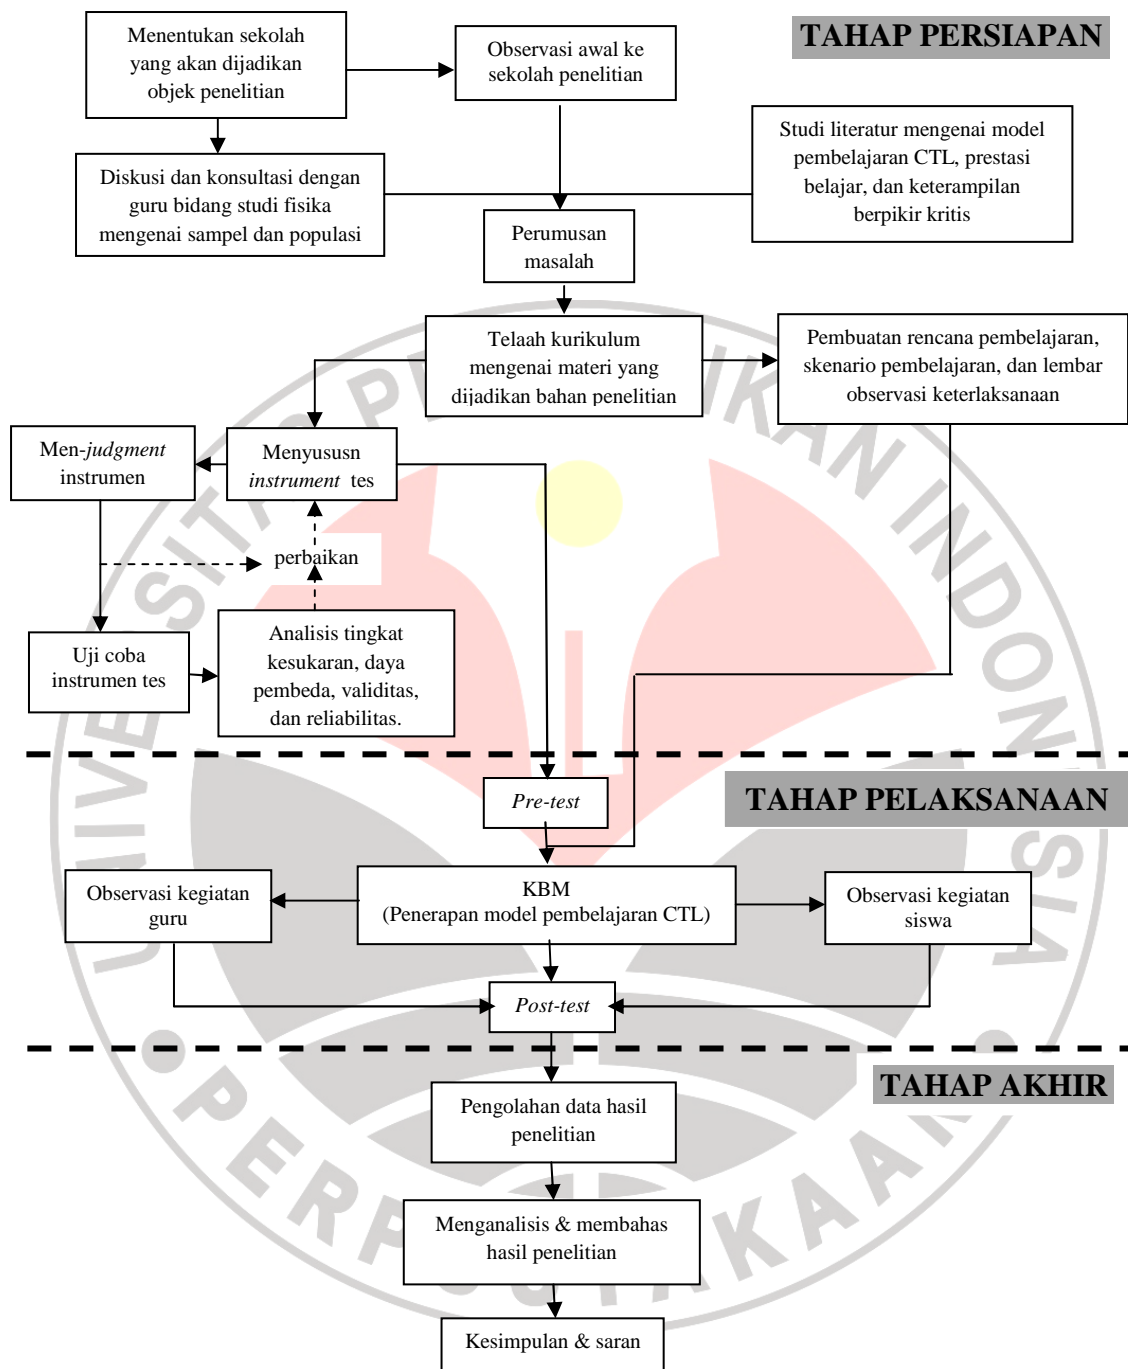 TAHAP PERSIAPAN
Menentukan sekolah
yang akan dijadikan
objek penelitian
Observasi awal ke
sekolah penelitian
Studi literatur mengenai model
pembelajaran CTL, prestasi
belajar, dan keterampilan
berpikir kritis
Diskusi dan konsultasi dengan
guru bidang studi fisika
mengenai sampel dan populasi
Perumusan
masalah
Telaah kurikulum
mengenai materi yang
dijadikan bahan penelitian
Pembuatan rencana pembelajaran,
skenario pembelajaran, dan lembar
observasi keterlaksanaan
Men-judgment
instrumen
Menyususn
instrument tes
perbaikan
Uji coba
instrumen tes
Analisis tingkat
kesukaran, daya
pembeda, validitas,
dan reliabilitas.
TAHAP PELAKSANAAN
Pre-test
KBM
(Penerapan model pembelajaran CTL)
Observasi kegiatan
guru
Observasi kegiatan
siswa
Post-test
TAHAP AKHIR
Pengolahan data hasil
penelitian
Menganalisis & membahas
hasil penelitian
Kesimpulan & saran